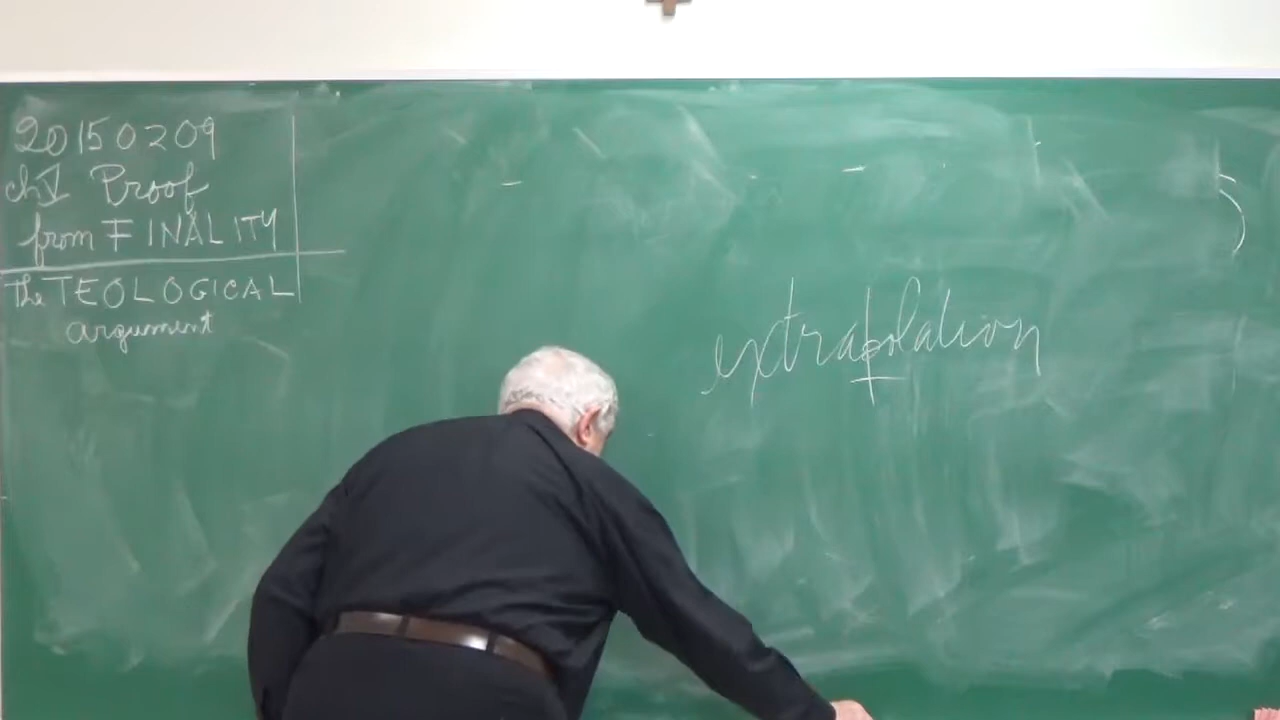 20150209
ch V Proof
from FINALITY
The TEOLOGICAL
argument
extrapolation